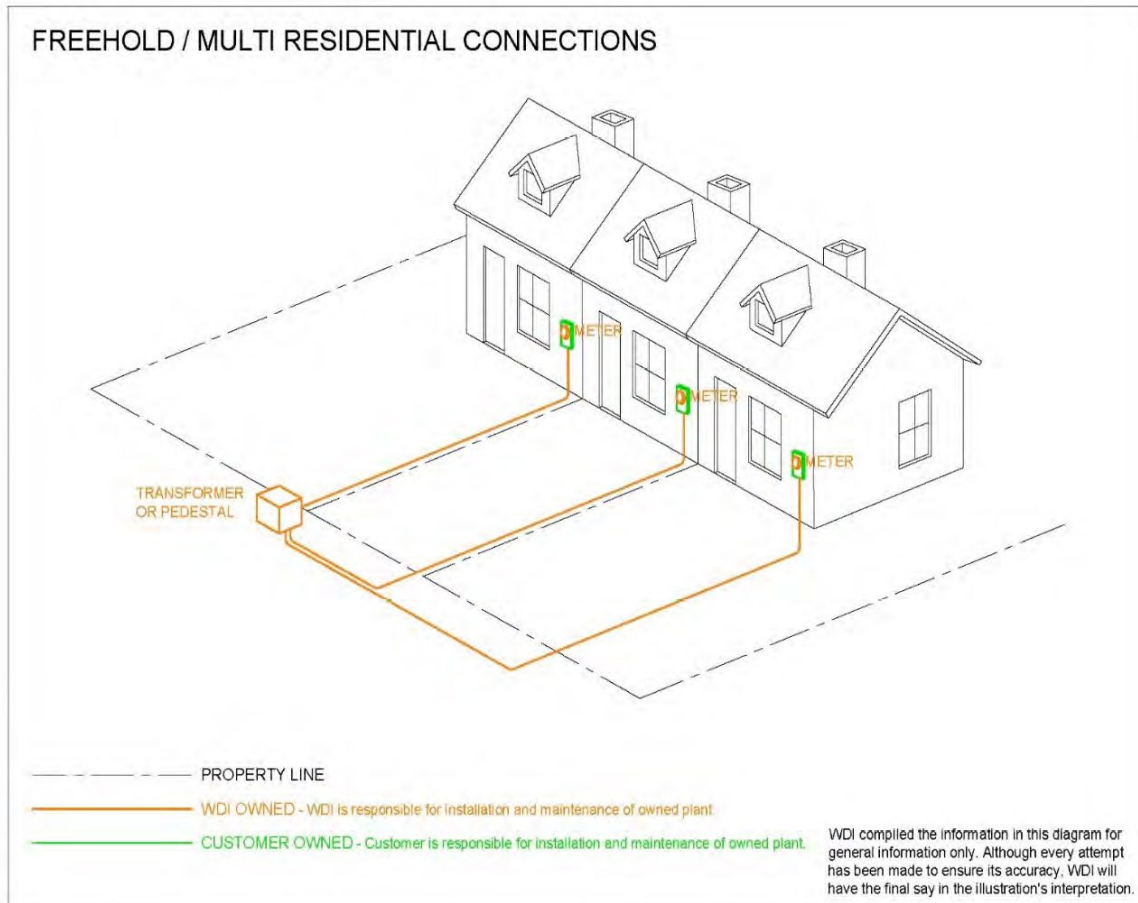 FREEHOLD / MULTI RESIDENTIAL CONNECTIONS
METER
METER
METER
TRANSFORMER
OR PEDESTAL
PROPERTY LINE
WDI OWNED - WDI is responsible for installation and maintenance of owned plant.
CUSTOMER OWNED - Customer is responsible for installation and maintenance of owned plant.
WDI compiled the information in this diagram for
general information only. Although every attempt
has been made to ensure its accuracy, WDI will
have the final say in the illustration's interpretation.